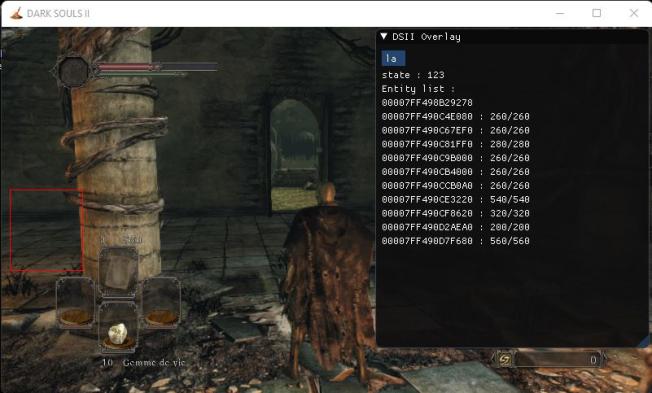 DARK SOULS II
DSII Overlay
la
state : 123
Entity list :
00007FF498B29278
00007FF490C4E080 : 260/260
00007FF490C67EF0 : 260/260
00007FF490C81FF0 : 280/280
00007FF490C9B000 : 260/260
00007FF490CB4000 : 260/260
00007FF490CCB0A0 : 260/260
00007FF490CE3220 : 540/540
00007FF490CF8620 : 320/320
00007FF490D2AEA0 : 200/200
00007FF490D7F680 : 560/560
10 Gemme de vie
0